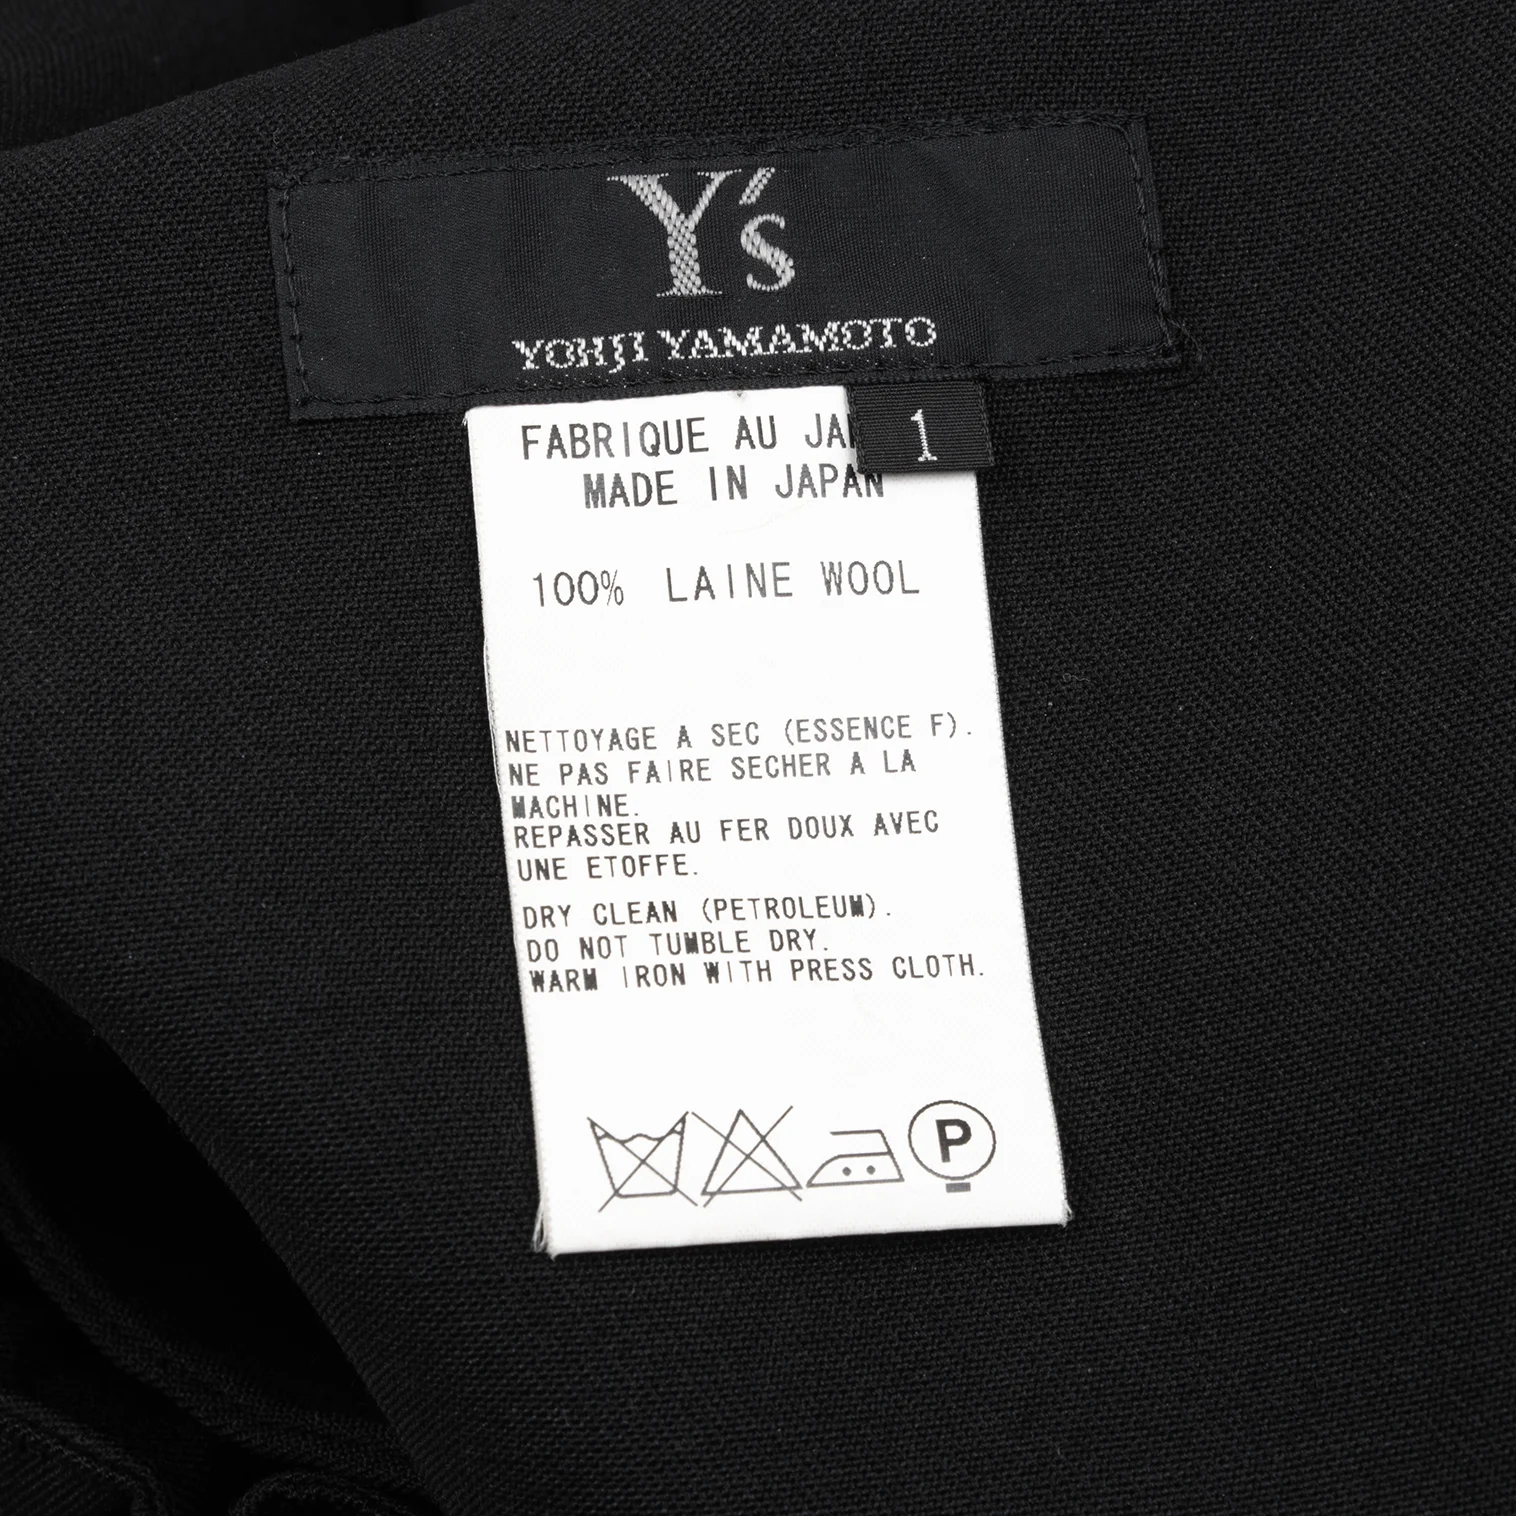 Y's
YOHJI YAMAMOTO
1
FABRIQUE AU
MADE IN JAPAN
100% LAINE WOOL
NETTOYAGE A SEC (ESSENCE F).
NE PAS FAIRE SECHER A LA
MACHINE.
REPASSER AU FER DOUX AVEC
UNE ETOFFE.
DRY CLEAN (PETROLEUM).
DO NOT TUMBLE DRY.
WARM IRON WITH PRESS CLOTH.
P